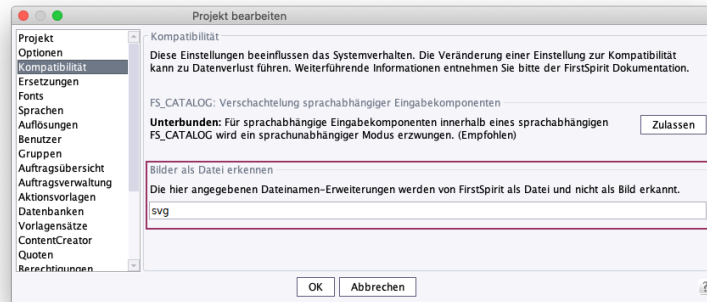 Projekt bearbeiten
Projekt
Optionen
Kompatibilität
Ersetzungen
Fonts
Sprachen
Auflösungen
Benutzer
Gruppen
Auftragsübersicht
Auftragsverwaltung
Aktionsvorlagen
Datenbanken
Vorlagensätze
ContentCreator
Quoten
Berechtigungen
Kompatibilität
Diese Einstellungen beeinflussen das Systemverhalten. Die Veränderung einer Einstellung zur Kompatibilität
kann zu Datenverlust führen. Weiterführende Informationen entnehmen Sie bitte der FirstSpirit Dokumentation.
FS_CATALOG: Verschachtelung sprachabhängiger Eingabekomponenten
Unterbunden: Für sprachabhängige Eingabekomponenten innerhalb eines sprachabhängigen
FS_CATALOG wird ein sprachunabhängiger Modus erzwungen. (Empfohlen)
Zulassen
Bilder als Datei erkennen
Die hier angegebenen Dateinamen-Erweiterungen werden von FirstSpirit als Datei und nicht als Bild erkannt.
svg
OK
Abbrechen
?